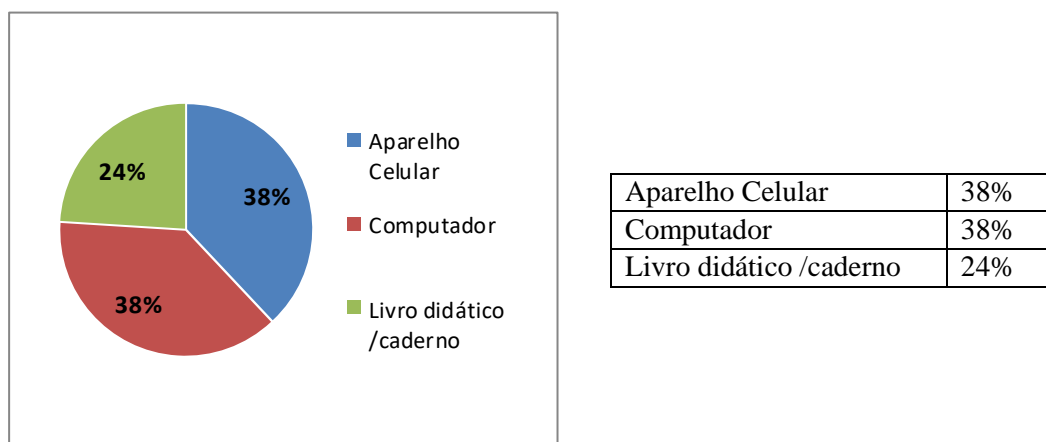 24%
38%
38%
Aparelho
Celular
Computador
Livro didático
/caderno
Aparelho Celular 38%
Computador 38%
Livro didático /caderno 24%